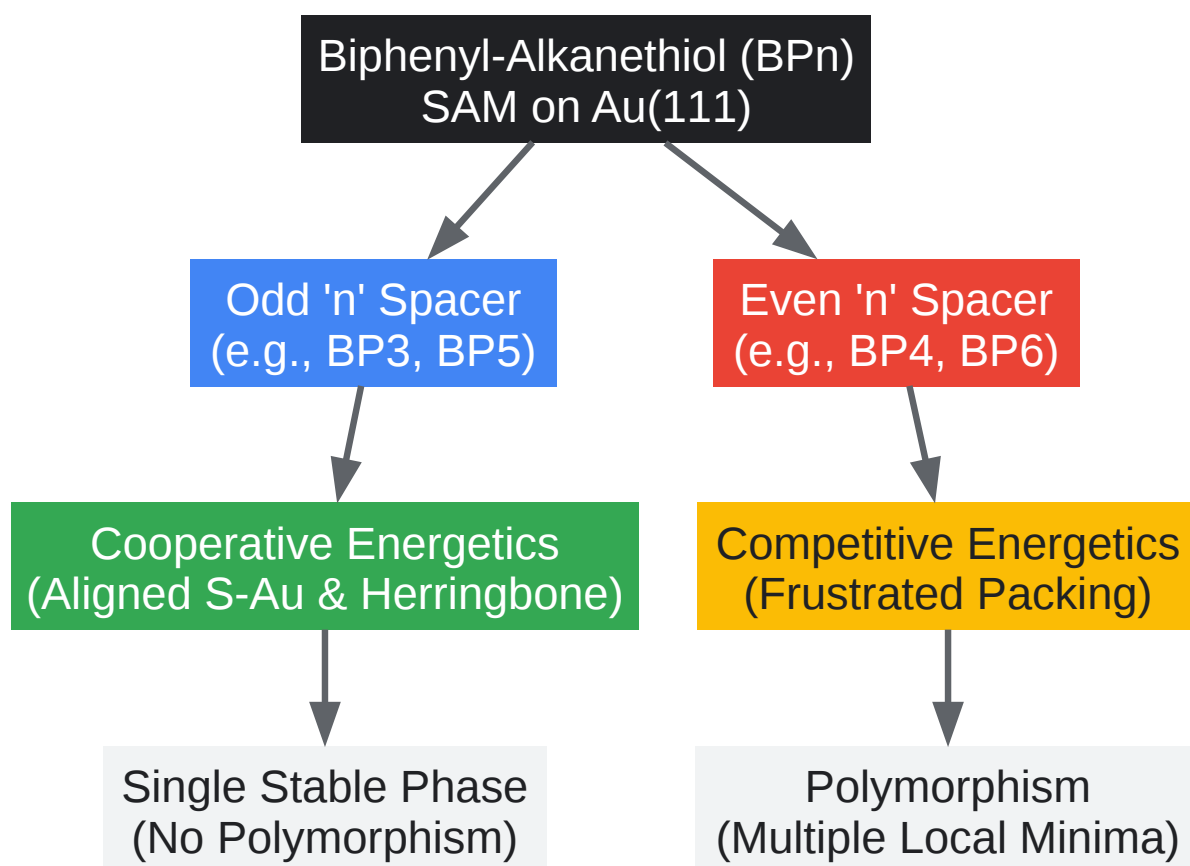 Biphenyl-Alkanethiol (BPn)
SAM on Au(111)
Odd 'n' Spacer
(e.g., BP3, BP5)
Even 'n' Spacer
(e.g., BP4, BP6)
Cooperative Energetics
(Aligned S-Au & Herringbone)
Competitive Energetics
(Frustrated Packing)
Single Stable Phase
(No Polymorphism)
Polymorphism
(Multiple Local Minima)